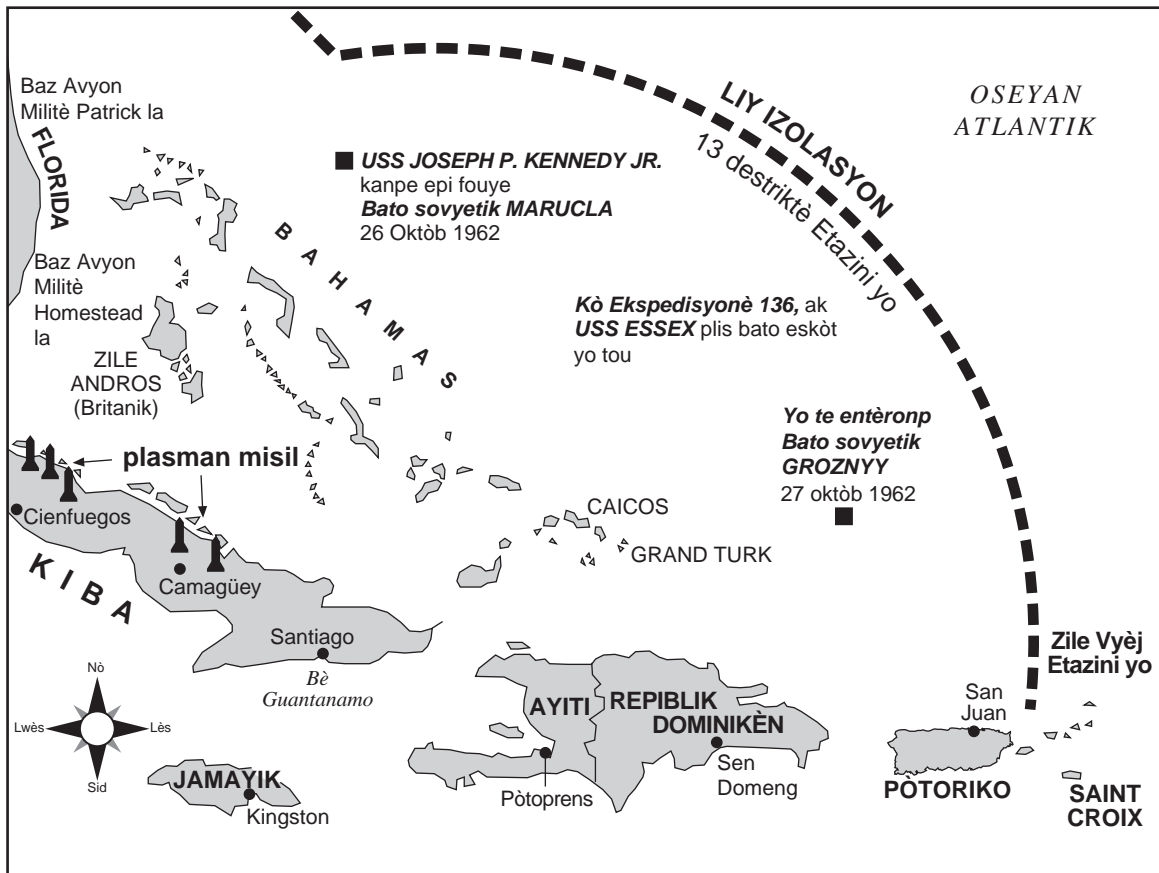 Baz Avyon
Militè Patrick la
FLORIDA
OSEYAN
ATLANTIK
LIY IZOLASYON
13 destriktè Etazini yo
USS JOSEPH P. KENNEDY JR.
kanpe epi fouye
Bato sovyetik MARUCLA
26 Oktòb 1962
BAHAMAS
Baz Avyon
Militè
Homestead
la
Kò Ekspedisyonè 136, ak
USS ESSEX plis bato eskòt
yo tou
ZILE
ANDROS
(Britanik)
Yo te entèronp
Bato sovyetik
GROZNYY
27 oktòb 1962
plasman misil
Cienfuegos
CAICOS
GRAND TURK
KIBA
Camagüey
Santiago
Bè
Guantanamo
Zile Vyèj
Etazini yo
Nò
Lwès
Lès
Sid
AYITI
REPIBLIK
DOMINIKÈN
San
Juan
Sen
Domeng
JAMAYIK
Kingston
Pòtoprens
PÒTORIKO
SAINT
CROIX